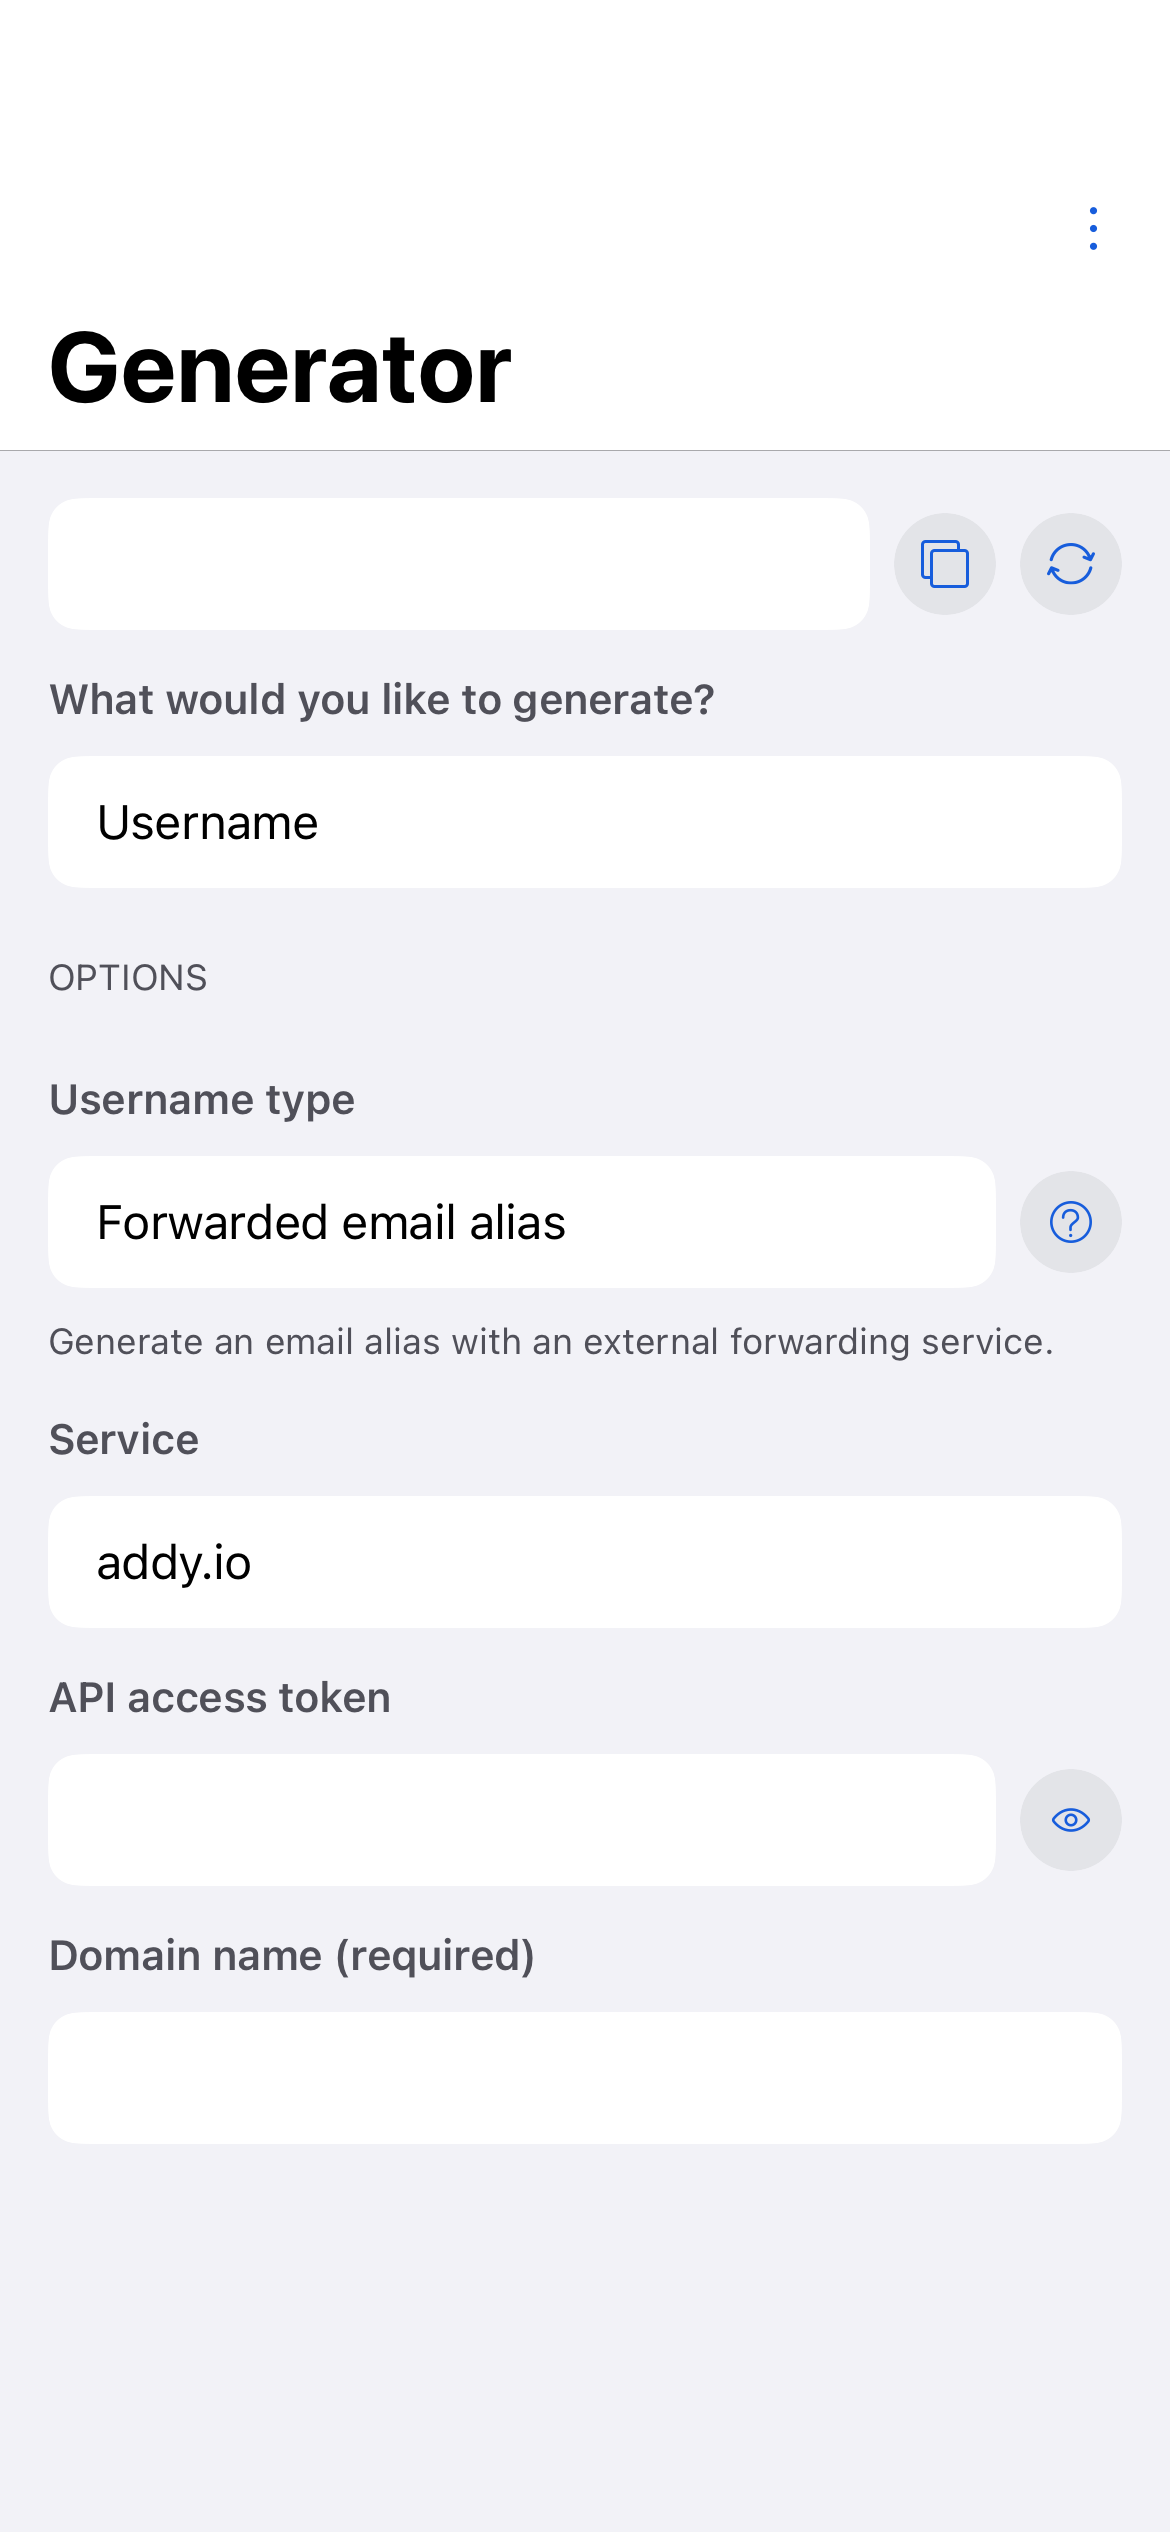 Generator
What would you like to generate?
Username
OPTIONS
Username type
Forwarded email alias
Generate an email alias with an external forwarding service.
Service
addy.io
API access token
Domain name (required)